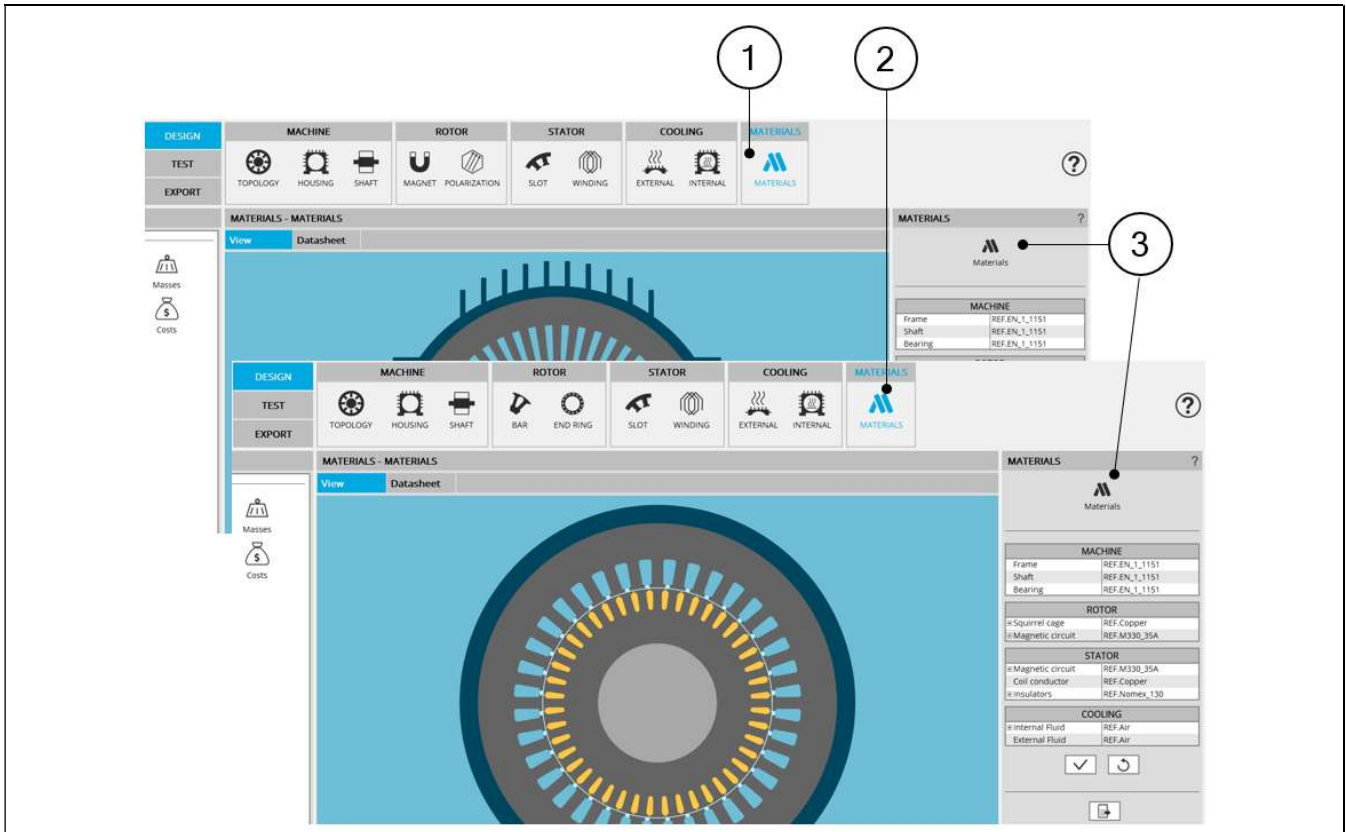 1
2
DESIGN MACHINE ROTOR STATOR COOLING MATERIALS
TEST
EXPORT
TOPOLOGY HOUSING SHAFT MAGNET POLARIZATION SLOT WINDING EXTERNAL INTERNAL MATERIALS
?
MATERIALS - MATERIALS
View Datasheet
Masses
$
Costs
MATERIALS ?
Materials
3
MACHINE
Frame REF.EN_1_1151
Shaft REF.EN_1_1151
Bearing REF.EN_1_1151
DESIGN MACHINE ROTOR STATOR COOLING MATERIALS
TEST
EXPORT
TOPOLOGY HOUSING SHAFT BAR END RING SLOT WINDING EXTERNAL INTERNAL MATERIALS
?
MATERIALS - MATERIALS
View Datasheet
Masses
$
Costs
MATERIALS ?
Materials
MACHINE
Frame REF.EN_1_1151
Shaft REF.EN_1_1151
Bearing REF.EN_1_1151
ROTOR
Squirrel cage REF.Copper
Magnetic circuit REF.M330_35A
STATOR
Magnetic circuit REF.M330_35A
Coil conductor REF.Copper
Insulators REF.Nomex_130
COOLING
Internal Fluid REF.Air
External Fluid REF.Air